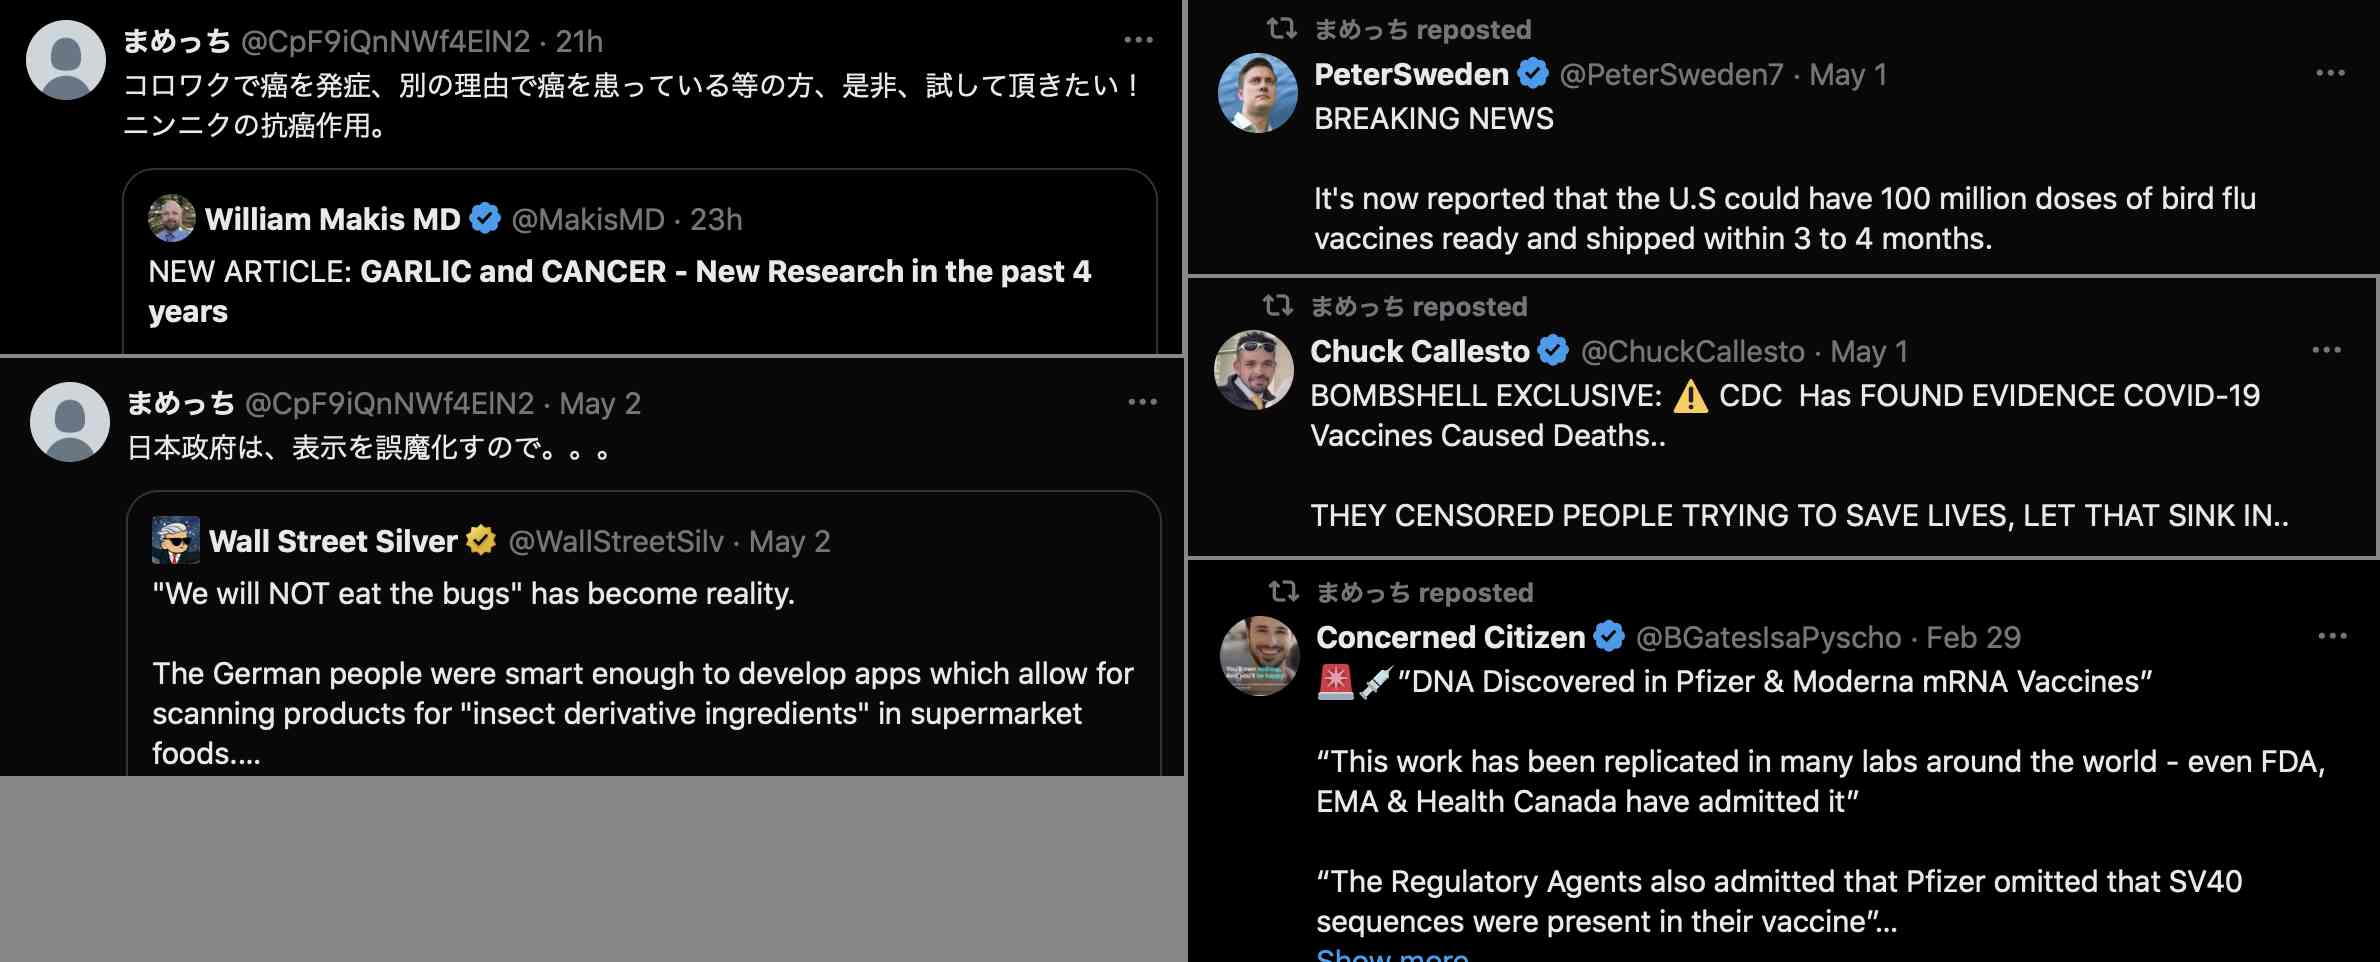 まめっち @CpF9iQnNWf4ElN2 · 21h
コロワクで癌を発症、別の理由で癌を患っている等の方、是非、試して頂きたい！
ニンニクの抗癌作用。
William Makis MD @MakisMD · 23h
NEW ARTICLE: GARLIC and CANCER - New Research in the past 4
years
まめっち @CpF9iQnNWf4ElN2 · May 2
日本政府は、表示を誤魔化すので。。。
Wall Street Silver @WallStreetSilv · May 2
"We will NOT eat the bugs" has become reality.
The German people were smart enough to develop apps which allow for
scanning products for "insect derivative ingredients" in supermarket
foods....
まめっち reposted
PeterSweden @PeterSweden7 · May 1
BREAKING NEWS
It's now reported that the U.S could have 100 million doses of bird flu
vaccines ready and shipped within 3 to 4 months.
まめっち reposted
Chuck Callesto @ChuckCallesto · May 1
BOMBSHELL EXCLUSIVE: ⚠️ CDC Has FOUND EVIDENCE COVID-19
Vaccines Caused Deaths..
THEY CENSORED PEOPLE TRYING TO SAVE LIVES, LET THAT SINK IN..
まめっち reposted
Concerned Citizen @BGatesIsaPyscho · Feb 29
🚨💉”DNA Discovered in Pfizer & Moderna mRNA Vaccines”
“This work has been replicated in many labs around the world - even FDA,
EMA & Health Canada have admitted it”
“The Regulatory Agents also admitted that Pfizer omitted that SV40
sequences were present in their vaccine”...
Show more